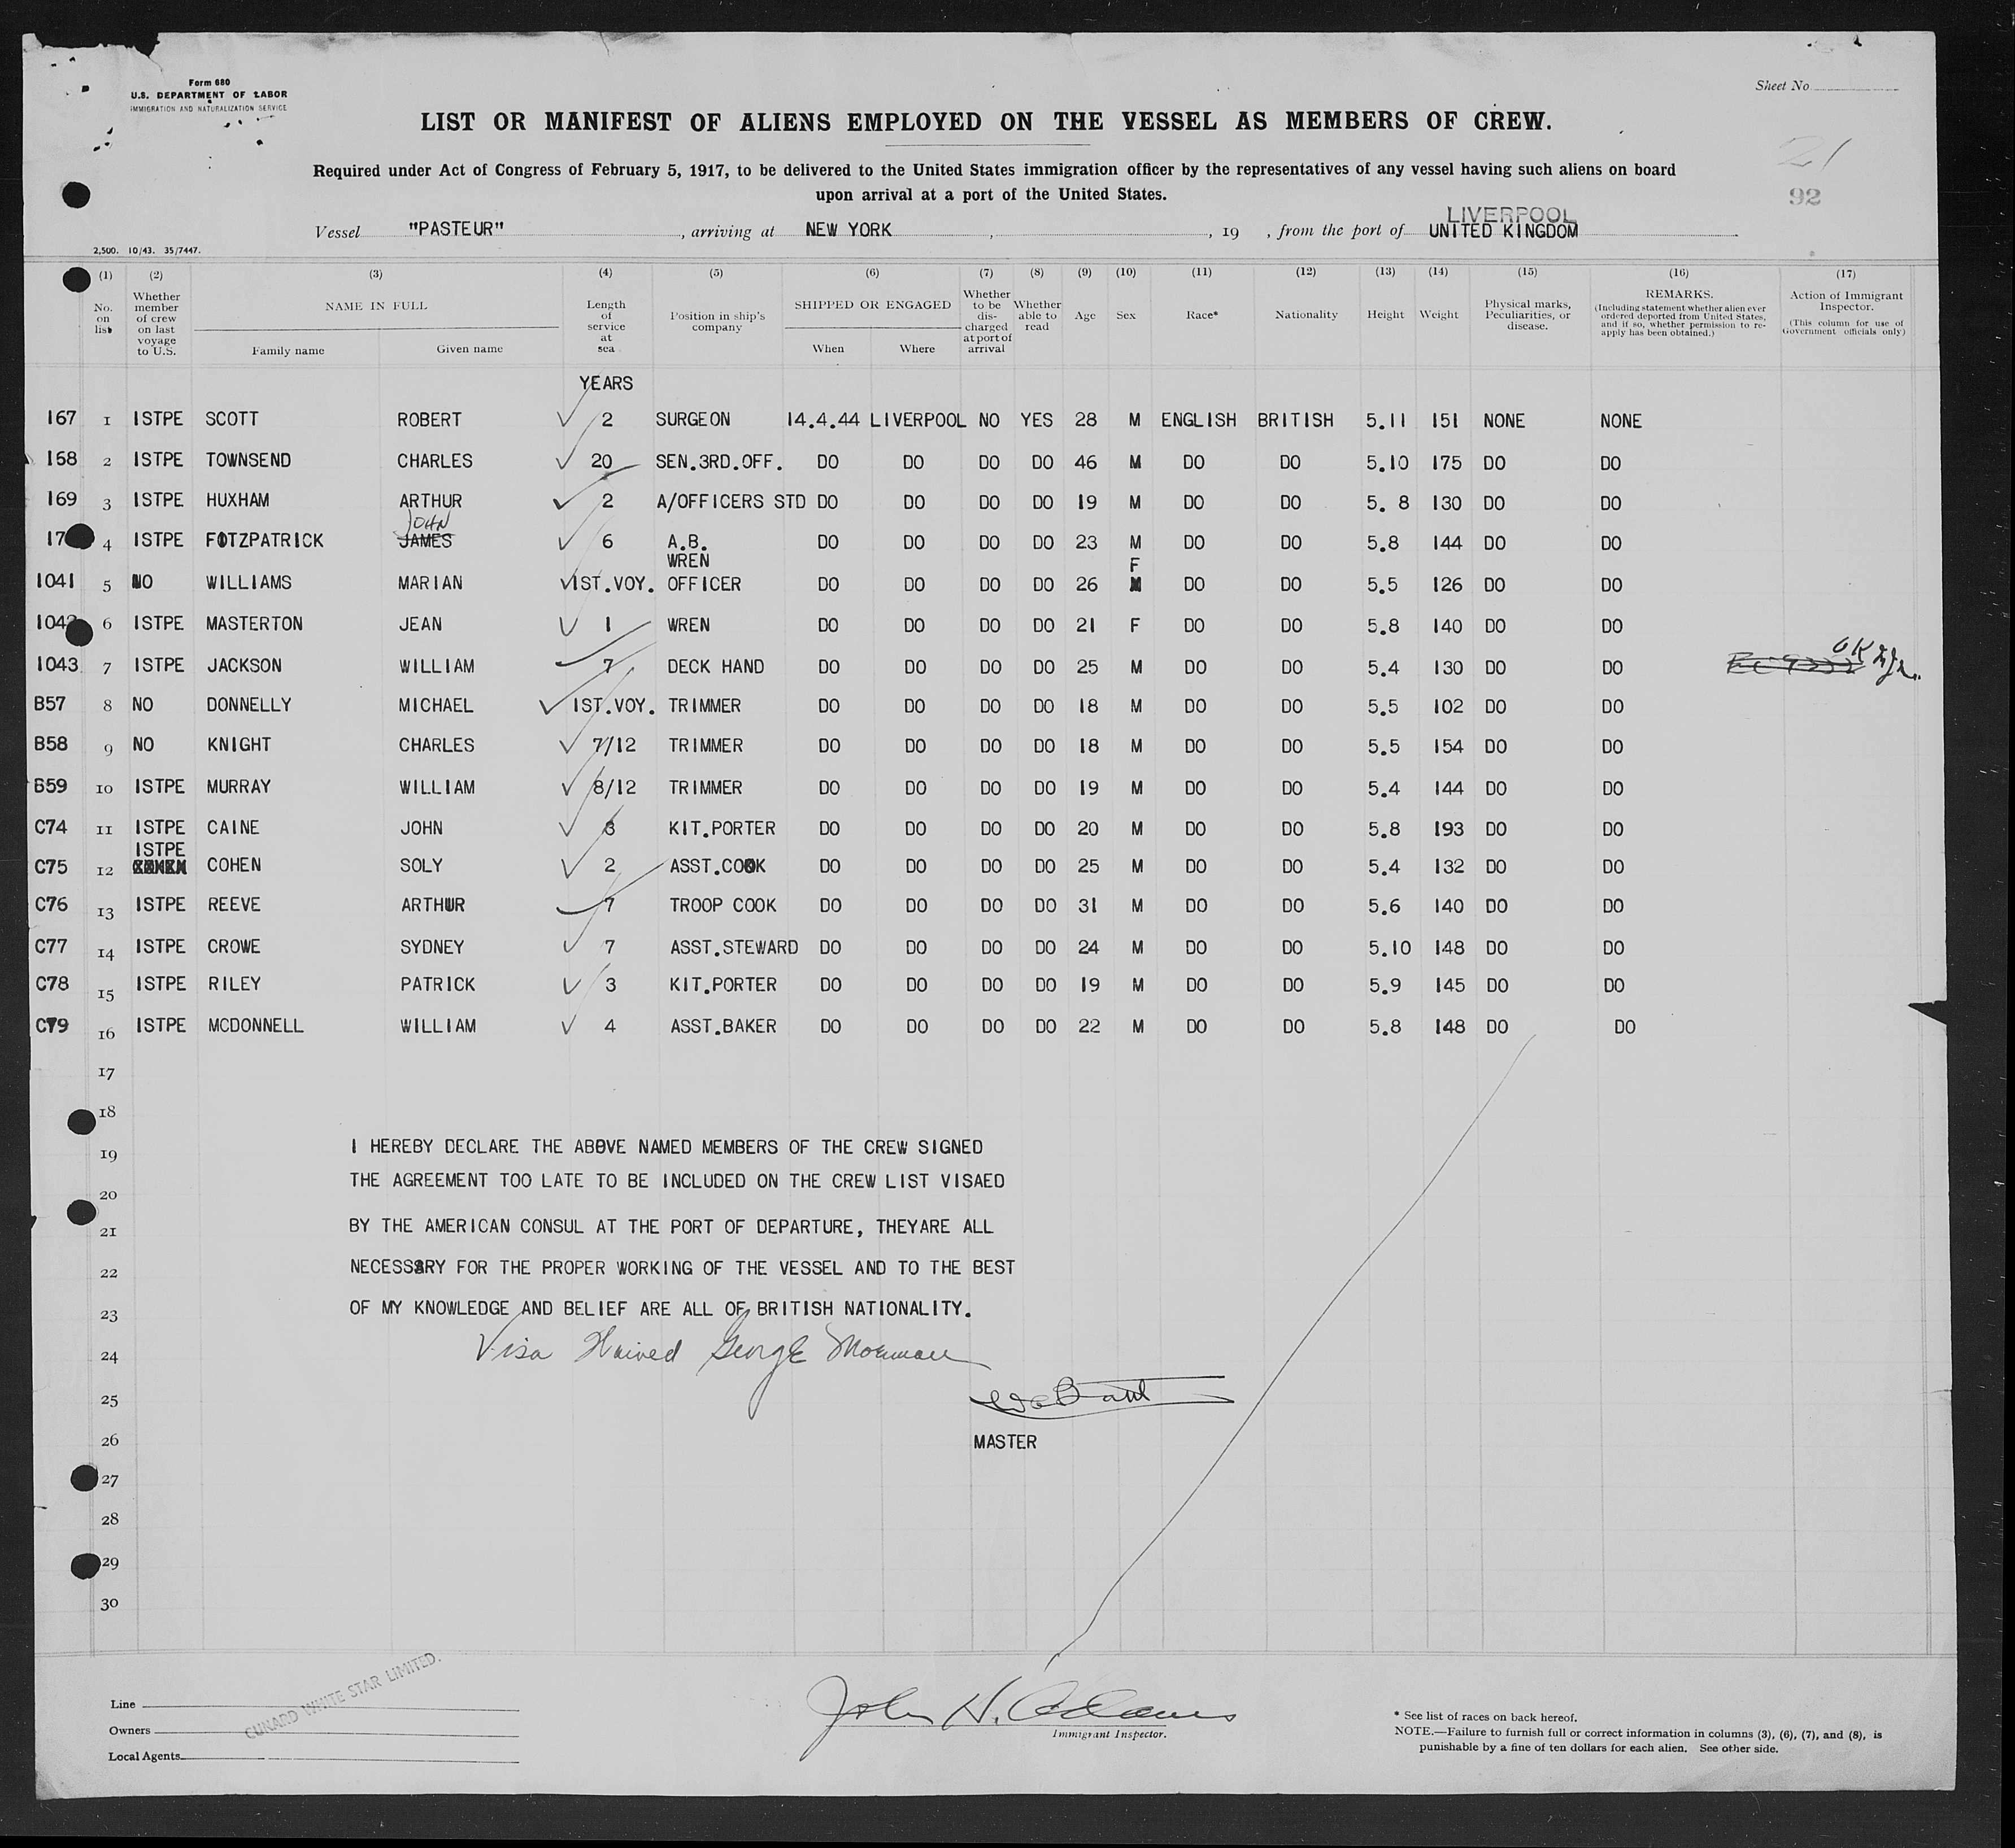 Form 680
U.S. DEPARTMENT OF LABOR
IMMIGRATION AND NATURALIZATION SERVICE
Sheet No
LIST OR MANIFEST OF ALIENS EMPLOYED ON THE VESSEL AS MEMBERS OF CREW.
Required under Act of Congress of February 5, 1917, to be delivered to the United States immigration officer by the representatives of any vessel having such aliens on board
upon arrival at a port of the United States.
21
92
LIVERPOOL
Vessel "PASTEUR", arriving at NEW YORK, , 19 , from the port of UNITED KINGDOM
2,500. 10/43. 35/7447.
(1) (2) (3) (4) (5) (6) (7) (8) (9) (10) (11) (12) (13) (14) (15) (16) (17)
No. on list
Whether member of crew on last voyage to U.S.
NAME IN FULL
Family name Given name
Length of service at sea
Position in ship's company
SHIPPED OR ENGAGED
When Where
Whether to be discharged at port of arrival
Whether able to read
Age
Sex
Race*
Nationality
Height
Weight
Physical marks, Peculiarities, or disease.
REMARKS.
(Including statement whether alien ever ordered deported from United States, and if so, whether permission to re-apply has been obtained.)
Action of Immigrant Inspector.
(This column for use of Government officials only)
YEARS
167 1 ISTPE SCOTT ROBERT 2 SURGEON 14.4.44 LIVERPOOL NO YES 28 M ENGLISH BRITISH 5.11 151 NONE NONE
168 2 ISTPE TOWNSEND CHARLES 20 SEN.3RD.OFF. DO DO DO DO 46 M DO DO 5.10 175 DO DO
169 3 ISTPE HUXHAM ARTHUR 2 A/OFFICERS STD DO DO DO DO 19 M DO DO 5. 8 130 DO DO
JOHN
17 4 ISTPE FITZPATRICK JAMES 6 A.B. DO DO DO DO 23 M DO DO 5.8 144 DO DO
WREN F
1041 5 NO WILLIAMS MARIAN IST.VOY. OFFICER DO DO DO DO 26 M DO DO 5.5 126 DO DO
1042 6 ISTPE MASTERTON JEAN 1 WREN DO DO DO DO 21 F DO DO 5.8 140 DO DO
1043 7 ISTPE JACKSON WILLIAM 7 DECK HAND DO DO DO DO 25 M DO DO 5.4 130 DO DO OK
B57 8 NO DONNELLY MICHAEL IST.VOY. TRIMMER DO DO DO DO 18 M DO DO 5.5 102 DO DO
B58 9 NO KNIGHT CHARLES 7/12 TRIMMER DO DO DO DO 18 M DO DO 5.5 154 DO DO
B59 10 ISTPE MURRAY WILLIAM 8/12 TRIMMER DO DO DO DO 19 M DO DO 5.4 144 DO DO
C74 11 ISTPE CAINE JOHN 3 KIT.PORTER DO DO DO DO 20 M DO DO 5.8 193 DO DO
ISTPE
C75 12 COHEN SOLY 2 ASST.COOK DO DO DO DO 25 M DO DO 5.4 132 DO DO
C76 13 ISTPE REEVE ARTHUR 7 TROOP COOK DO DO DO DO 31 M DO DO 5.6 140 DO DO
C77 14 ISTPE CROWE SYDNEY 7 ASST.STEWARD DO DO DO DO 24 M DO DO 5.10 148 DO DO
C78 15 ISTPE RILEY PATRICK 3 KIT.PORTER DO DO DO DO 19 M DO DO 5.9 145 DO DO
C79 16 ISTPE MCDONNELL WILLIAM 4 ASST.BAKER DO DO DO DO 22 M DO DO 5.8 148 DO DO
17
18
19 I HEREBY DECLARE THE ABOVE NAMED MEMBERS OF THE CREW SIGNED
20 THE AGREEMENT TOO LATE TO BE INCLUDED ON THE CREW LIST VISAED
21 BY THE AMERICAN CONSUL AT THE PORT OF DEPARTURE, THEYARE ALL
22 NECESSARY FOR THE PROPER WORKING OF THE VESSEL AND TO THE BEST
23 OF MY KNOWLEDGE AND BELIEF ARE ALL OF BRITISH NATIONALITY.
24 Visa Waived George
25
26 MASTER
27
28
29
30
CUNARD WHITE STAR LIMITED.
Line
Owners
Local Agents
John H. Adams
Immigrant Inspector.
* See list of races on back hereof.
NOTE.—Failure to furnish full or correct information in columns (3), (6), (7), and (8), is
punishable by a fine of ten dollars for each alien. See other side.